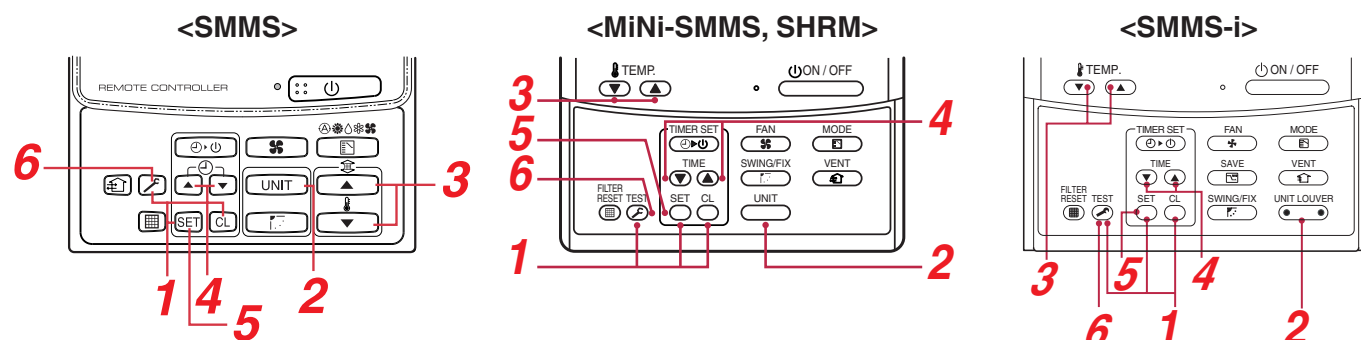 <SMMS>
REMOTE CONTROLLER
UNIT
SET CL
6
3
1 4 2
5
<MiNi-SMMS, SHRM>
TEMP. ON / OFF
3
4
5
6
TIMER SET FAN MODE
TIME SWING/FIX VENT
FILTER
RESET TEST SET CL UNIT
1 2
<SMMS-i>
TEMP. ON / OFF
TIMER SET FAN MODE
TIME SAVE VENT
FILTER
RESET TEST SET CL SWING/FIX UNIT LOUVER
3 5 4
6 1 2